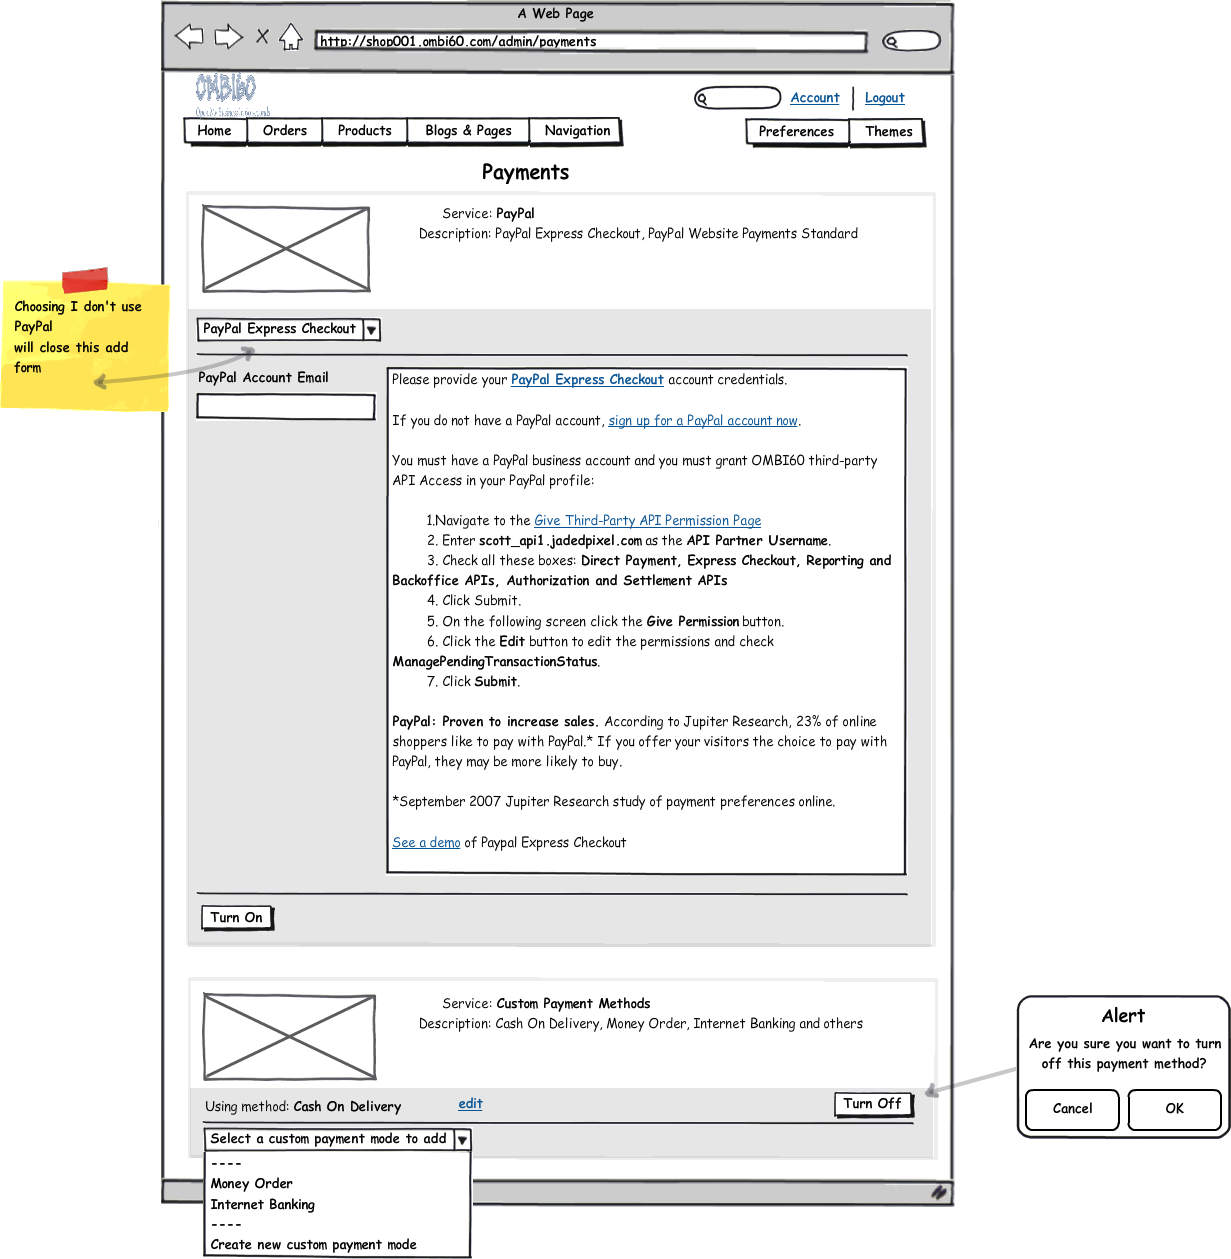 A Web Page
http://shop001.ombi60.com/admin/payments
OMBI60
Account
Logout
Home
Orders
Products
Blogs & Pages
Navigation
Preferences
Themes
Payments
Service: PayPal
Description: PayPal Express Checkout, PayPal Website Payments Standard
Choosing I don't use
PayPal
will close this add
form
PayPal Express Checkout
PayPal Account Email
Please provide your PayPal Express Checkout account credentials.
If you do not have a PayPal account, sign up for a PayPal account now.
You must have a PayPal business account and you must grant OMBI60 third-party
API Access in your PayPal profile:
1.Navigate to the Give Third-Party API Permission Page
2. Enter scott_api1.jadedpixel.com as the API Partner Username.
3. Check all these boxes: Direct Payment, Express Checkout, Reporting and
Backoffice APIs, Authorization and Settlement APIs
4. Click Submit.
5. On the following screen click the Give Permission button.
6. Click the Edit button to edit the permissions and check
ManagePendingTransactionStatus.
7. Click Submit.
PayPal: Proven to increase sales. According to Jupiter Research, 23% of online
shoppers like to pay with PayPal.* If you offer your visitors the choice to pay with
PayPal, they may be more likely to buy.
*September 2007 Jupiter Research study of payment preferences online.
See a demo of Paypal Express Checkout
Turn On
Service: Custom Payment Methods
Description: Cash On Delivery, Money Order, Internet Banking and others
Using method: Cash On Delivery
edit
Turn Off
Alert
Are you sure you want to turn
off this payment method?
Cancel
OK
Select a custom payment mode to add
----
Money Order
Internet Banking
----
Create new custom payment mode